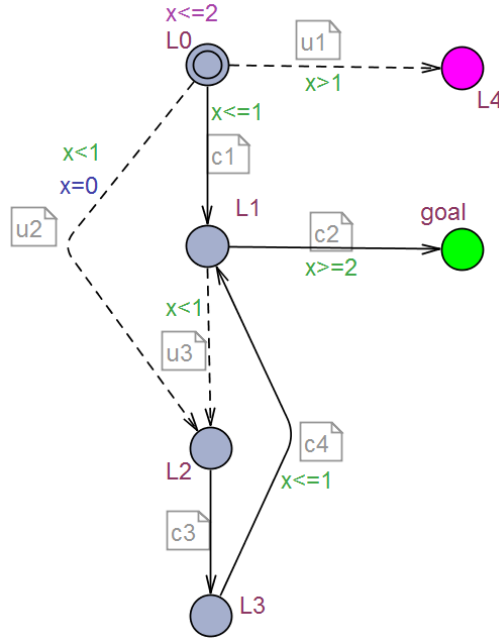 x<=2
L0
u1
x>1
L4
x<=1
c1
x<1
x=0
u2
L1
goal
c2
x>=2
x<1
u3
c4
x<=1
L2
c3
L3